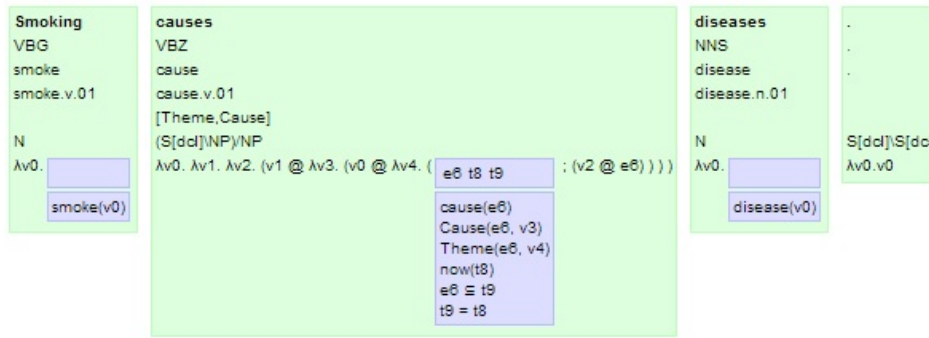 Smoking
VBG
smoke
smoke.v.01
N
λv0.
smoke(v0)
causes
VBZ
cause
cause.v.01
[Theme,Cause]
(S[dcl]\NP)/NP
λv0. λv1. λv2. (v1 @ λv3. (v0 @ λv4. ( e6 t8 t9 ; (v2 @ e6) ) ) )
cause(e6)
Cause(e6, v3)
Theme(e6, v4)
now(t8)
e6 ⊆ t9
t9 = t8
diseases
NNS
disease
disease.n.01
N
λv0.
disease(v0)
.
.
.
S[dcl]\S[dc
λv0.v0